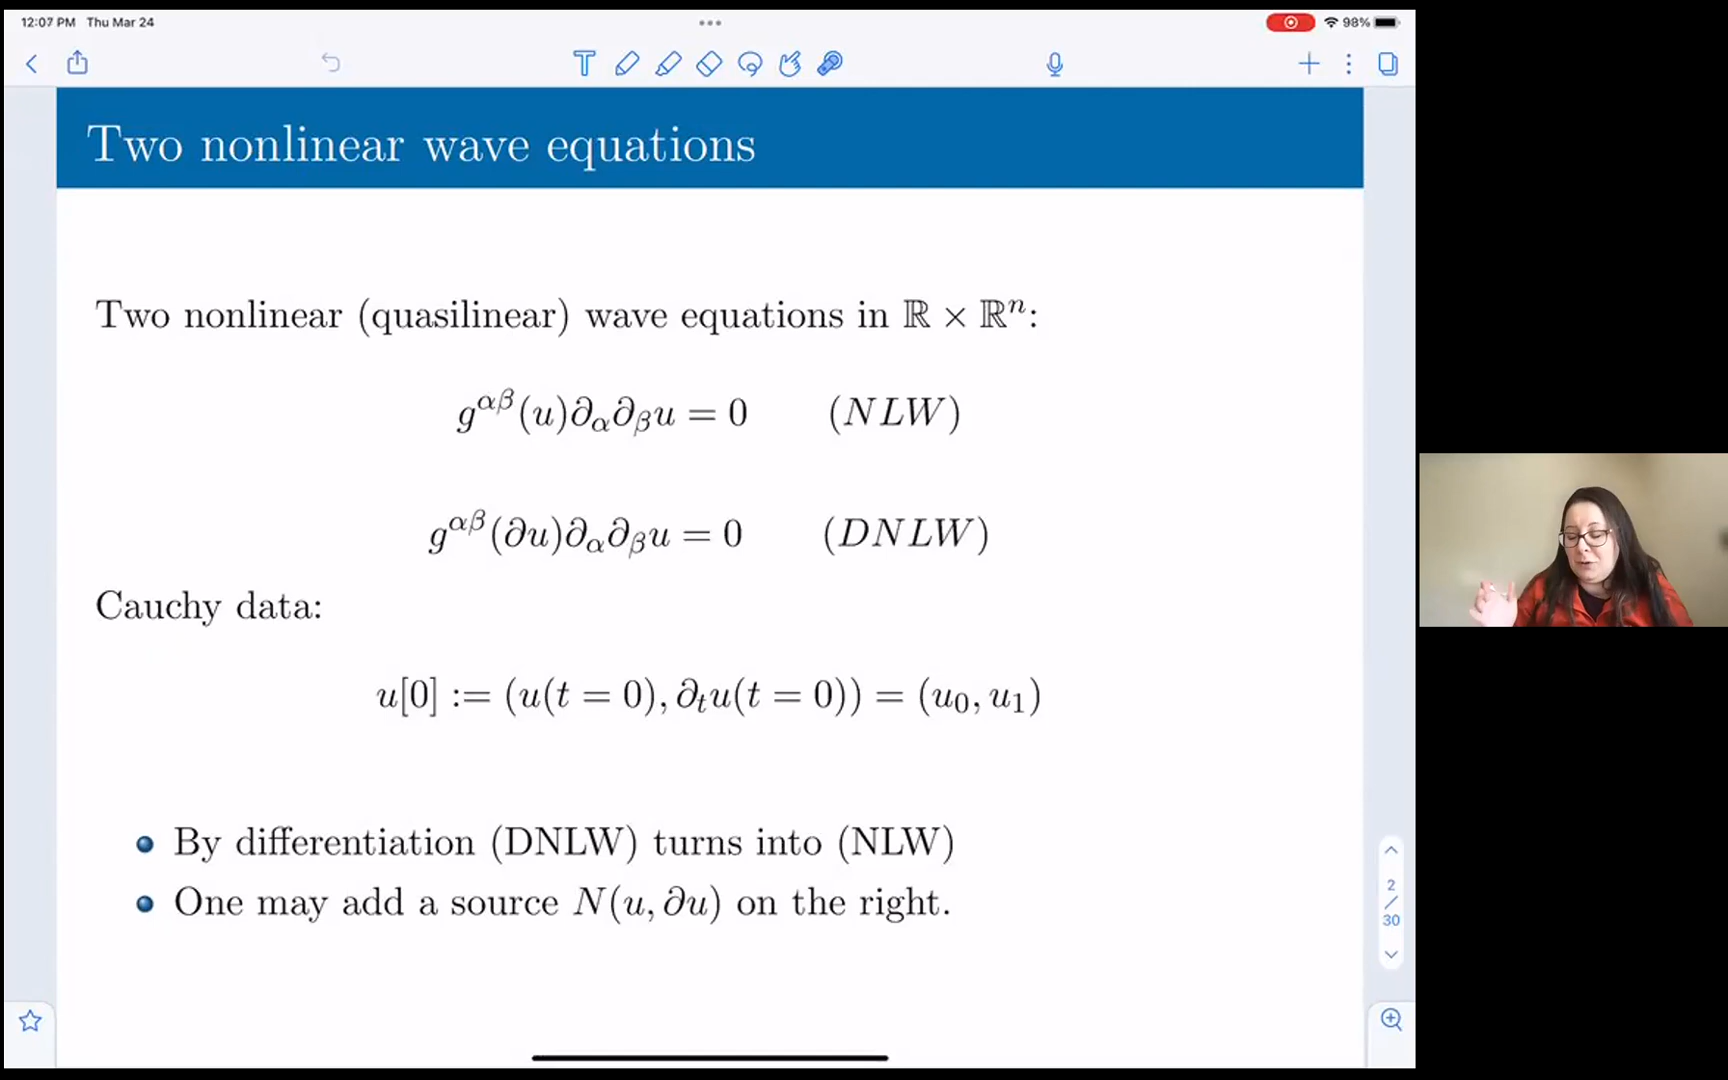 12:07 PM Thu Mar 24
98%
Two nonlinear wave equations
Two nonlinear (quasilinear) wave equations in ℝ × ℝⁿ:
g^{αβ}(u)∂_α∂_βu = 0 (NLW)
g^{αβ}(∂u)∂_α∂_βu = 0 (DNLW)
Cauchy data:
u[0] := (u(t = 0), ∂_tu(t = 0)) = (u₀, u₁)
By differentiation (DNLW) turns into (NLW)
One may add a source N(u, ∂u) on the right.
2
/
30